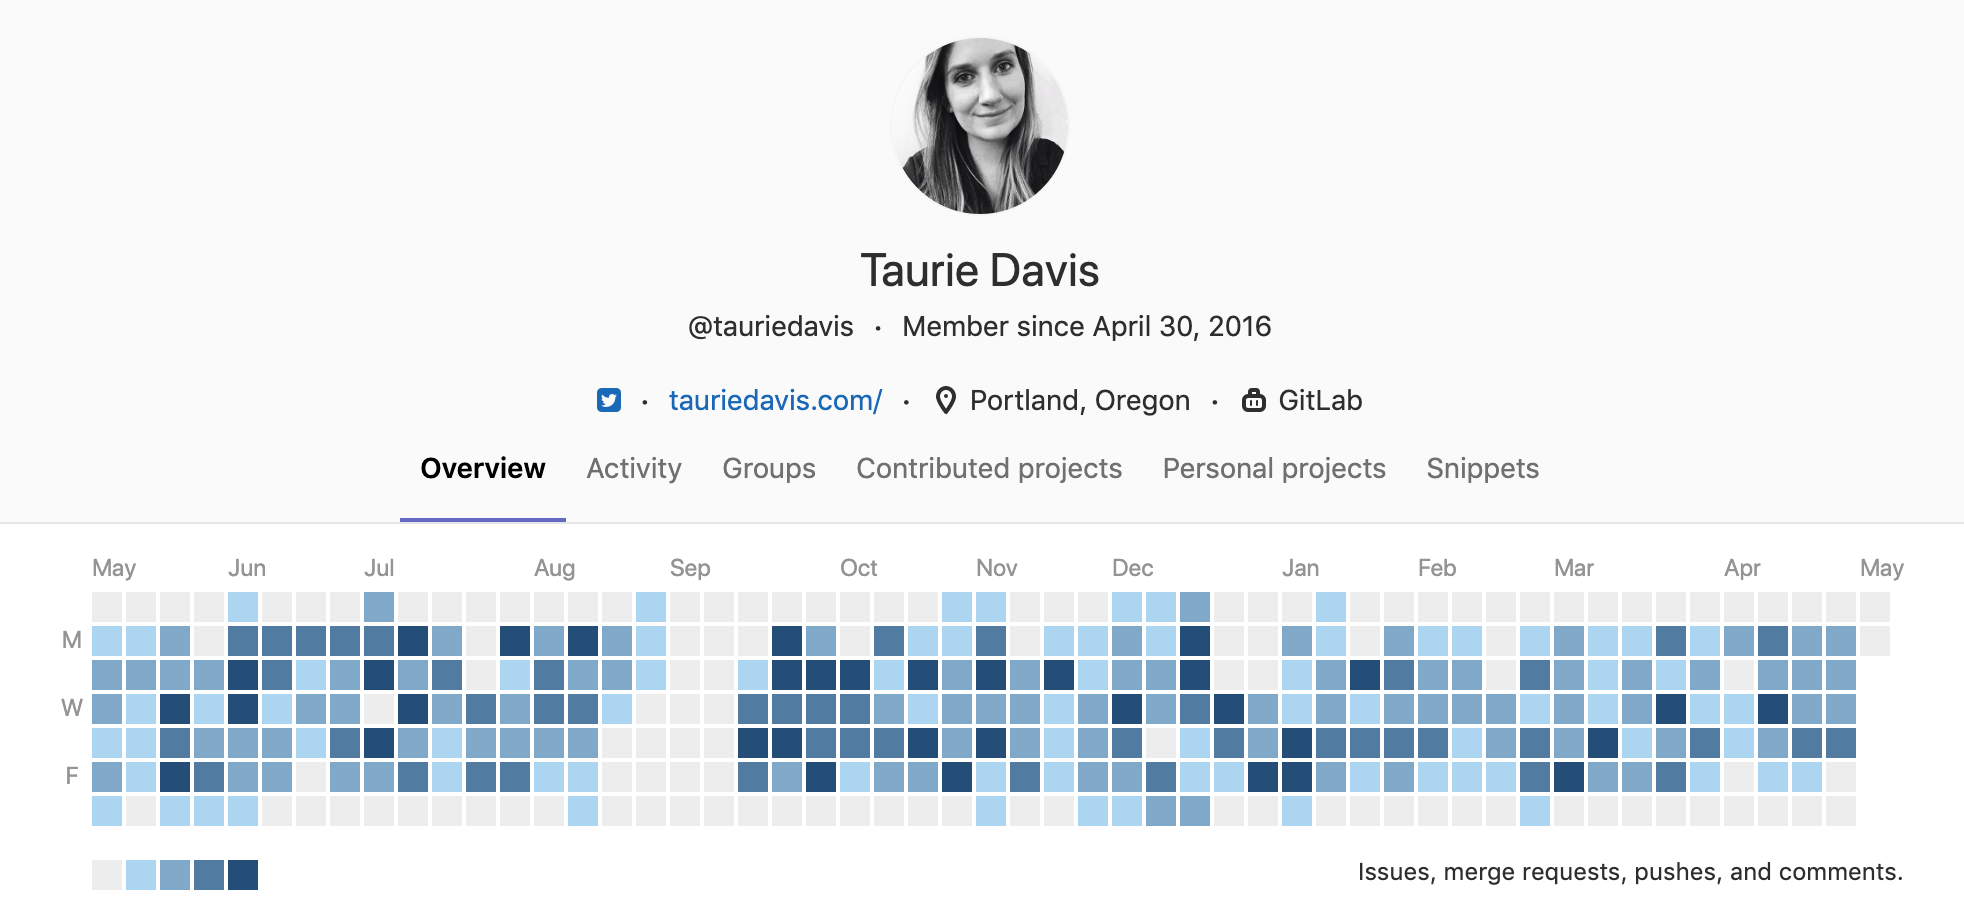 Taurie Davis
@tauriedavis · Member since April 30, 2016
· tauriedavis.com/ · Portland, Oregon · GitLab
Overview Activity Groups Contributed projects Personal projects Snippets
May Jun Jul Aug Sep Oct Nov Dec Jan Feb Mar Apr May
M
W
F
Issues, merge requests, pushes, and comments.